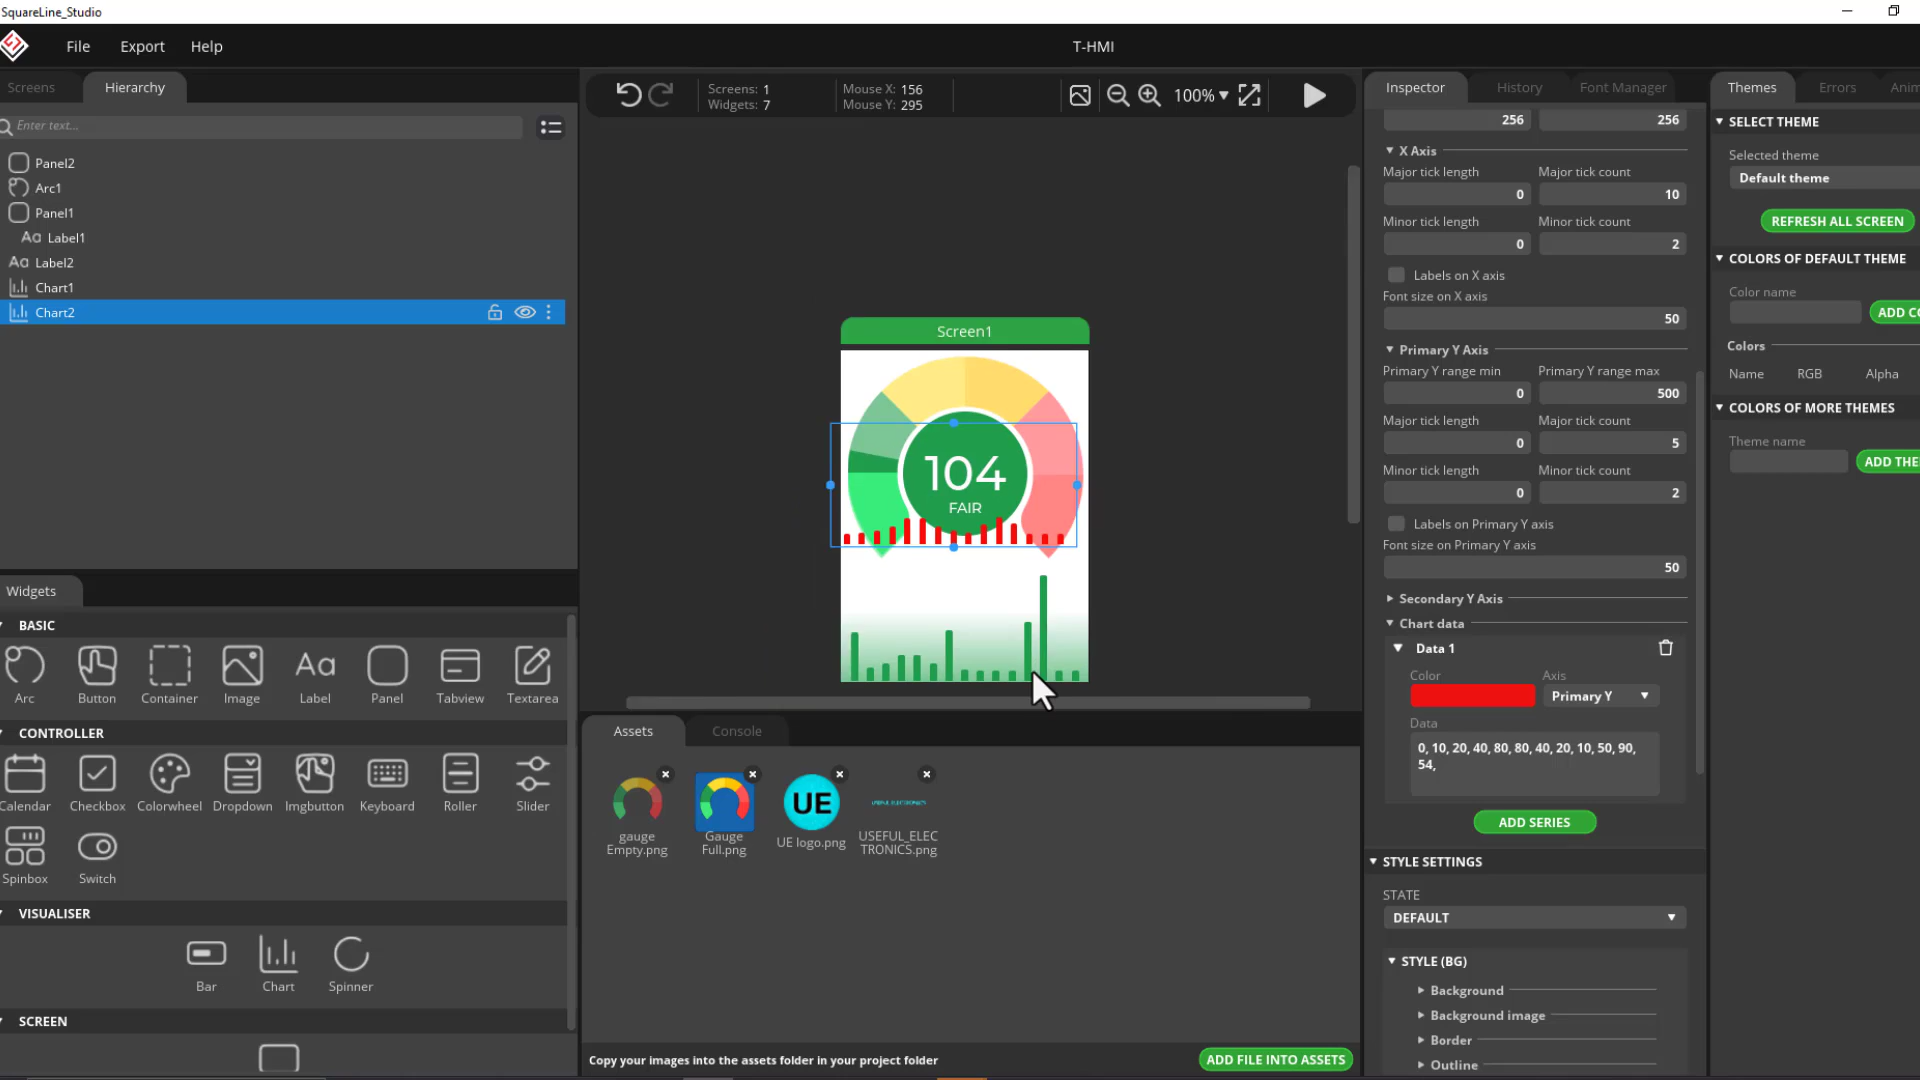 SquareLine_Studio
File Export Help
T-HMI
Screens Hierarchy
Enter text...
Panel2
Arc1
Panel1
Aa Label1
Aa Label2
Chart1
Chart2
Screens: 1
Widgets: 7
Mouse X: 156
Mouse Y: 295
100%
Screen1
104
FAIR
Widgets
BASIC
Aa
Arc Button Container Image Label Panel Tabview Textarea
CONTROLLER
Calendar Checkbox Colorwheel Dropdown Imgbutton Keyboard Roller Slider
Spinbox Switch
VISUALISER
Bar Chart Spinner
SCREEN
Assets Console
UE
USEFUL ELECTRONICS
gauge Empty.png
Gauge Full.png
UE logo.png
USEFUL_ELEC
TRONICS.png
Copy your images into the assets folder in your project folder
ADD FILE INTO ASSETS
Inspector History Font Manager
256 256
X Axis
Major tick length Major tick count
0 10
Minor tick length Minor tick count
0 2
Labels on X axis
Font size on X axis
50
Primary Y Axis
Primary Y range min Primary Y range max
0 500
Major tick length Major tick count
0 5
Minor tick length Minor tick count
0 2
Labels on Primary Y axis
Font size on Primary Y axis
50
Secondary Y Axis
Chart data
Data 1
Color Axis
Primary Y
Data
0, 10, 20, 40, 80, 80, 40, 20, 10, 50, 90,
54,
ADD SERIES
STYLE SETTINGS
STATE
DEFAULT
STYLE (BG)
Background
Background image
Border
Outline
Themes Errors Anim
SELECT THEME
Selected theme
Default theme
REFRESH ALL SCREEN
COLORS OF DEFAULT THEME
Color name
ADD CO
Colors
Name RGB Alpha
COLORS OF MORE THEMES
Theme name
ADD THE